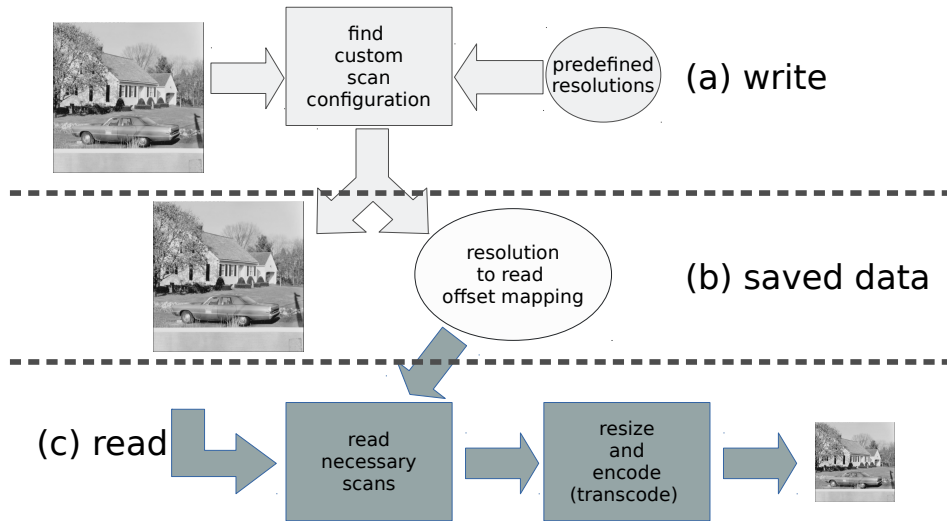 find
custom
scan
configuration
predefined
resolutions
(a) write
resolution
to read
offset mapping
(b) saved data
(c) read
read
necessary
scans
resize
and
encode
(transcode)